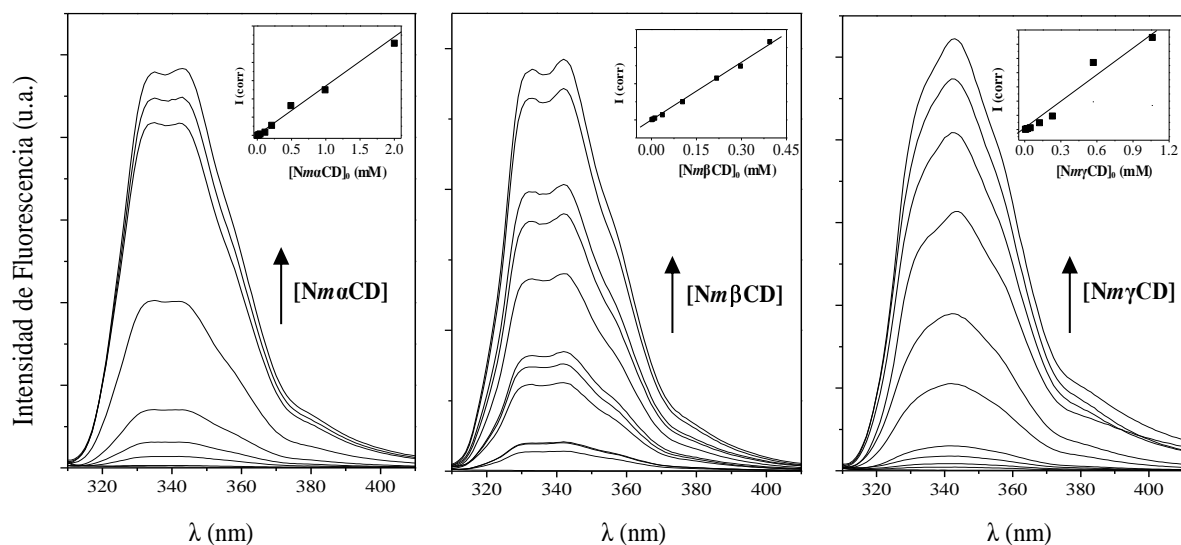 Intensidad de Fluorescencia (u.a.)
I (corr)
0.0 0.5 1.0 1.5 2.0
[NmαCD]₀ (mM)
[NmαCD]
320 340 360 380 400
λ (nm)
I (corr)
0.00 0.15 0.30 0.45
[NmβCD]₀ (mM)
[NmβCD]
320 340 360 380 400
λ (nm)
I (corr)
0.0 0.3 0.6 0.9 1.2
[NmγCD]₀ (mM)
[NmγCD]
320 340 360 380 400
λ (nm)